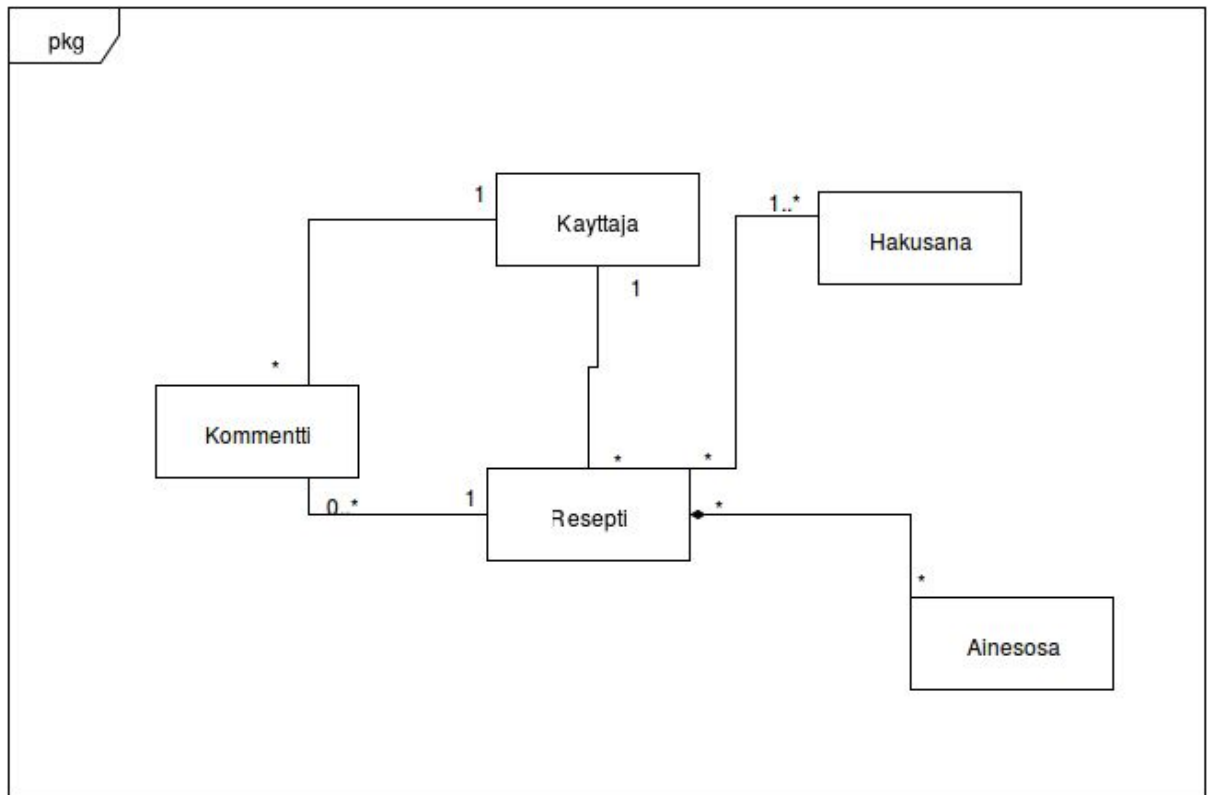 pkg
1
Kayttaja
1..*
Hakusana
1
*
Kommentti
*
*
0..*
1
Resepti
*
*
Ainesosa